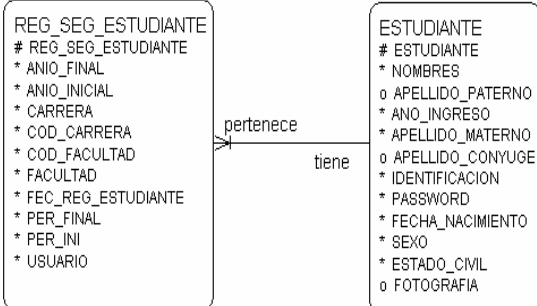 REG_SEG_ESTUDIANTE
# REG_SEG_ESTUDIANTE
* ANIO_FINAL
* ANIO_INICIAL
* CARRERA
* COD_CARRERA
* COD_FACULTAD
* FACULTAD
* FEC_REG_ESTUDIANTE
* PER_FINAL
* PER_INI
* USUARIO
pertenece
tiene
ESTUDIANTE
# ESTUDIANTE
* NOMBRES
o APELLIDO_PATERNO
* ANO_INGRESO
* APELLIDO_MATERNO
o APELLIDO_CONYUGE
* IDENTIFICACION
* PASSWORD
* FECHA_NACIMIENTO
* SEXO
* ESTADO_CIVIL
o FOTOGRAFIA